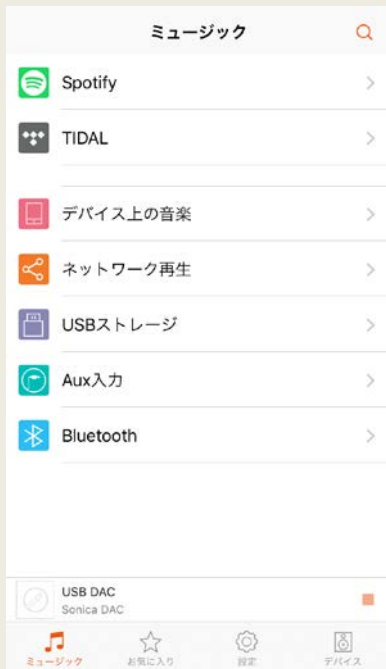 ミュージック
Spotify
TIDAL
デバイス上の音楽
ネットワーク再生
USBストレージ
Aux入力
Bluetooth
USB DAC
Sonica DAC
ミュージック
お気に入り
設定
デバイス